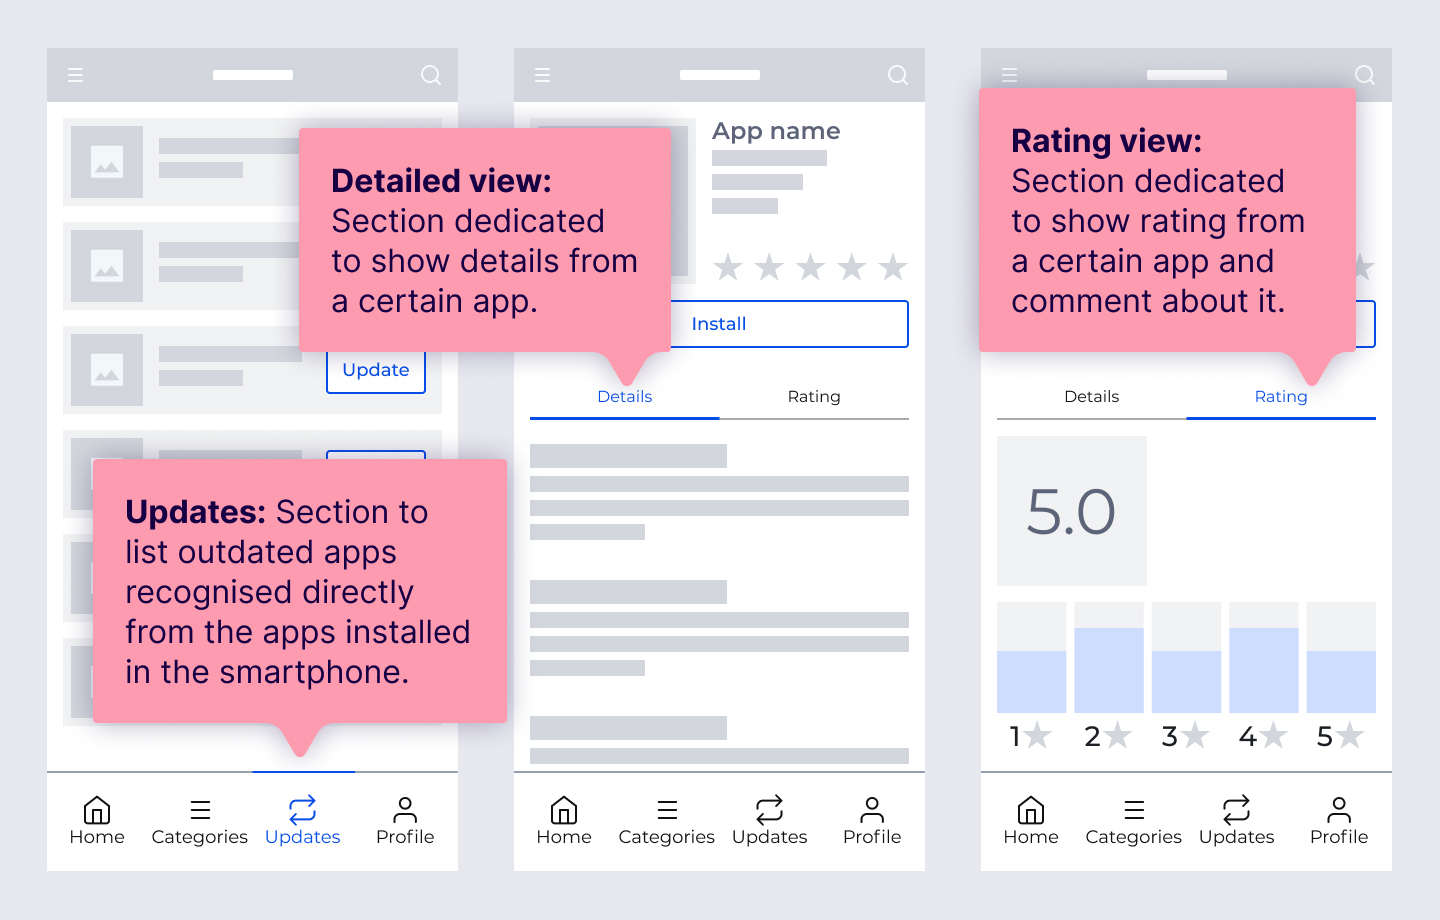 Detailed view:
Section dedicated
to show details from
a certain app.
Update
Updates: Section to
list outdated apps
recognised directly
from the apps installed
in the smartphone.
Home
Categories
Updates
Profile
App name
Install
Details
Rating
Home
Categories
Updates
Profile
Rating view:
Section dedicated
to show rating from
a certain app and
comment about it.
Details
Rating
5.0
1 2 3 4 5
Home
Categories
Updates
Profile